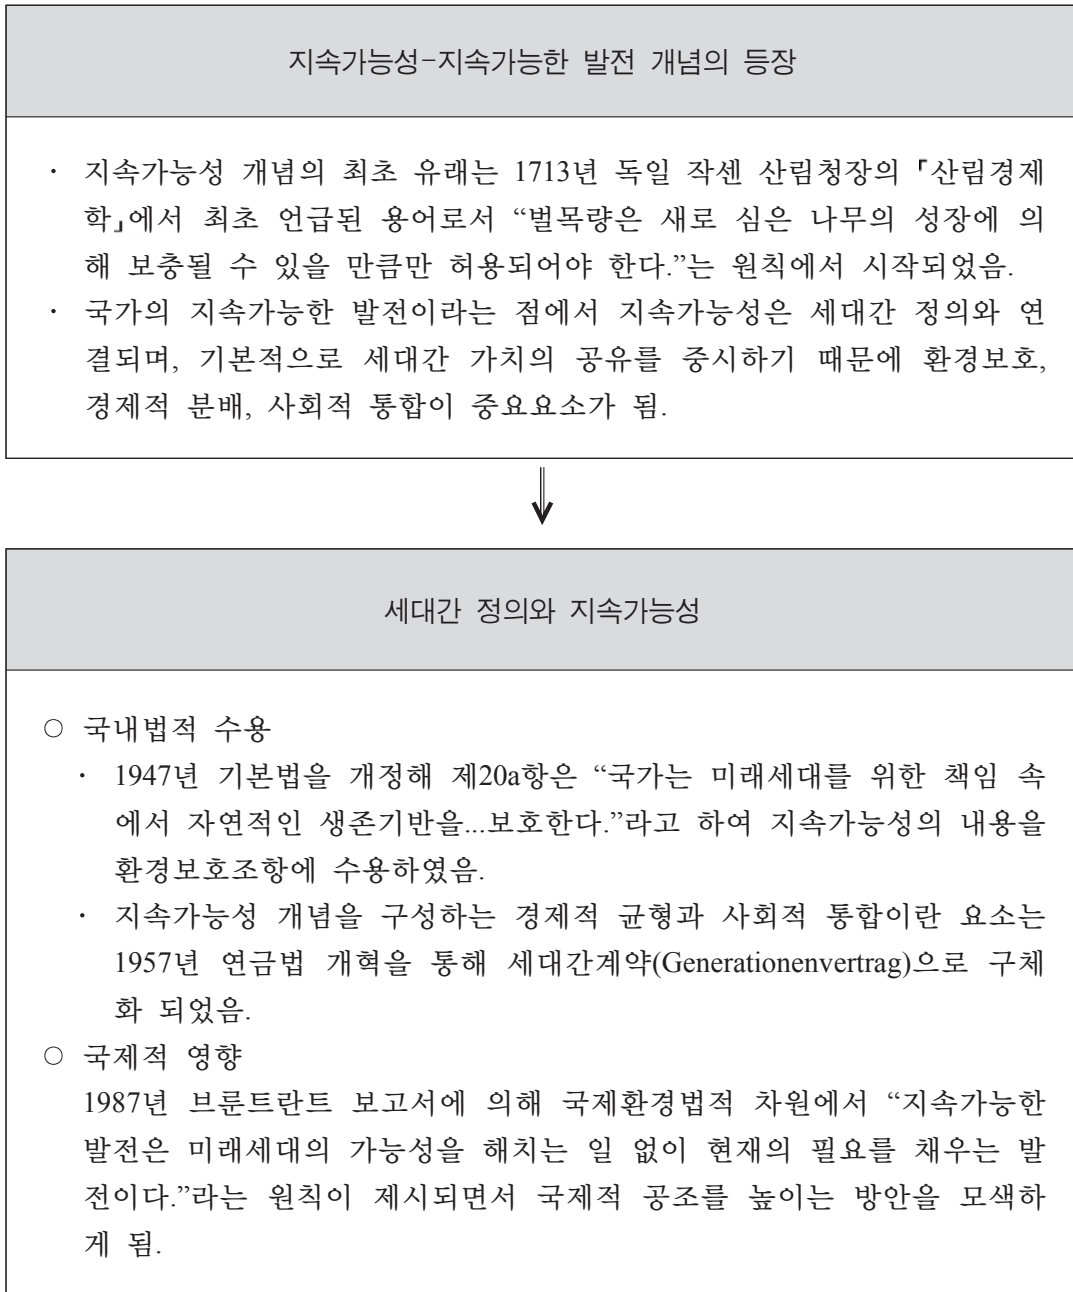 지속가능성-지속가능한 발전 개념의 등장
· 지속가능성 개념의 최초 유래는 1713년 독일 작센 산림청장의 『산림경제
학』에서 최초 언급된 용어로서 “벌목량은 새로 심은 나무의 성장에 의
해 보충될 수 있을 만큼만 허용되어야 한다.”는 원칙에서 시작되었음.
· 국가의 지속가능한 발전이라는 점에서 지속가능성은 세대간 정의와 연
결되며, 기본적으로 세대간 가치의 공유를 중시하기 때문에 환경보호,
경제적 분배, 사회적 통합이 중요요소가 됨.
세대간 정의와 지속가능성
○ 국내법적 수용
· 1947년 기본법을 개정해 제20a항은 “국가는 미래세대를 위한 책임 속
에서 자연적인 생존기반을...보호한다.”라고 하여 지속가능성의 내용을
환경보호조항에 수용하였음.
· 지속가능성 개념을 구성하는 경제적 균형과 사회적 통합이란 요소는
1957년 연금법 개혁을 통해 세대간계약(Generationenvertrag)으로 구체
화 되었음.
○ 국제적 영향
1987년 브룬트란트 보고서에 의해 국제환경법적 차원에서 “지속가능한
발전은 미래세대의 가능성을 해치는 일 없이 현재의 필요를 채우는 발
전이다.”라는 원칙이 제시되면서 국제적 공조를 높이는 방안을 모색하
게 됨.